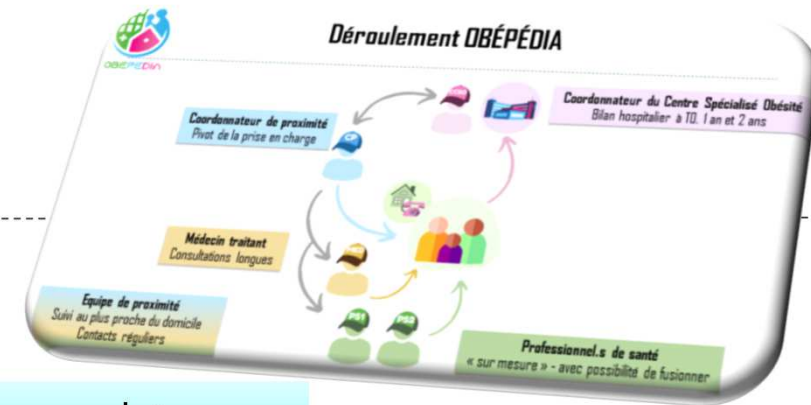 Déroulement OBÉPÉDIA
OBEPEDIA
Coordonnateur de proximité
Pivot de la prise en charge
CP
Coordonnateur du Centre Spécialisé Obésité
Bilan hospitalier à T0, 1 an et 2 ans
Médecin traitant
Consultations longues
Equipe de proximité
Suivi au plus proche du domicile
Contacts réguliers
PS1
PS2
Professionnel.s de santé
« sur mesure » - avec possibilité de fusionner